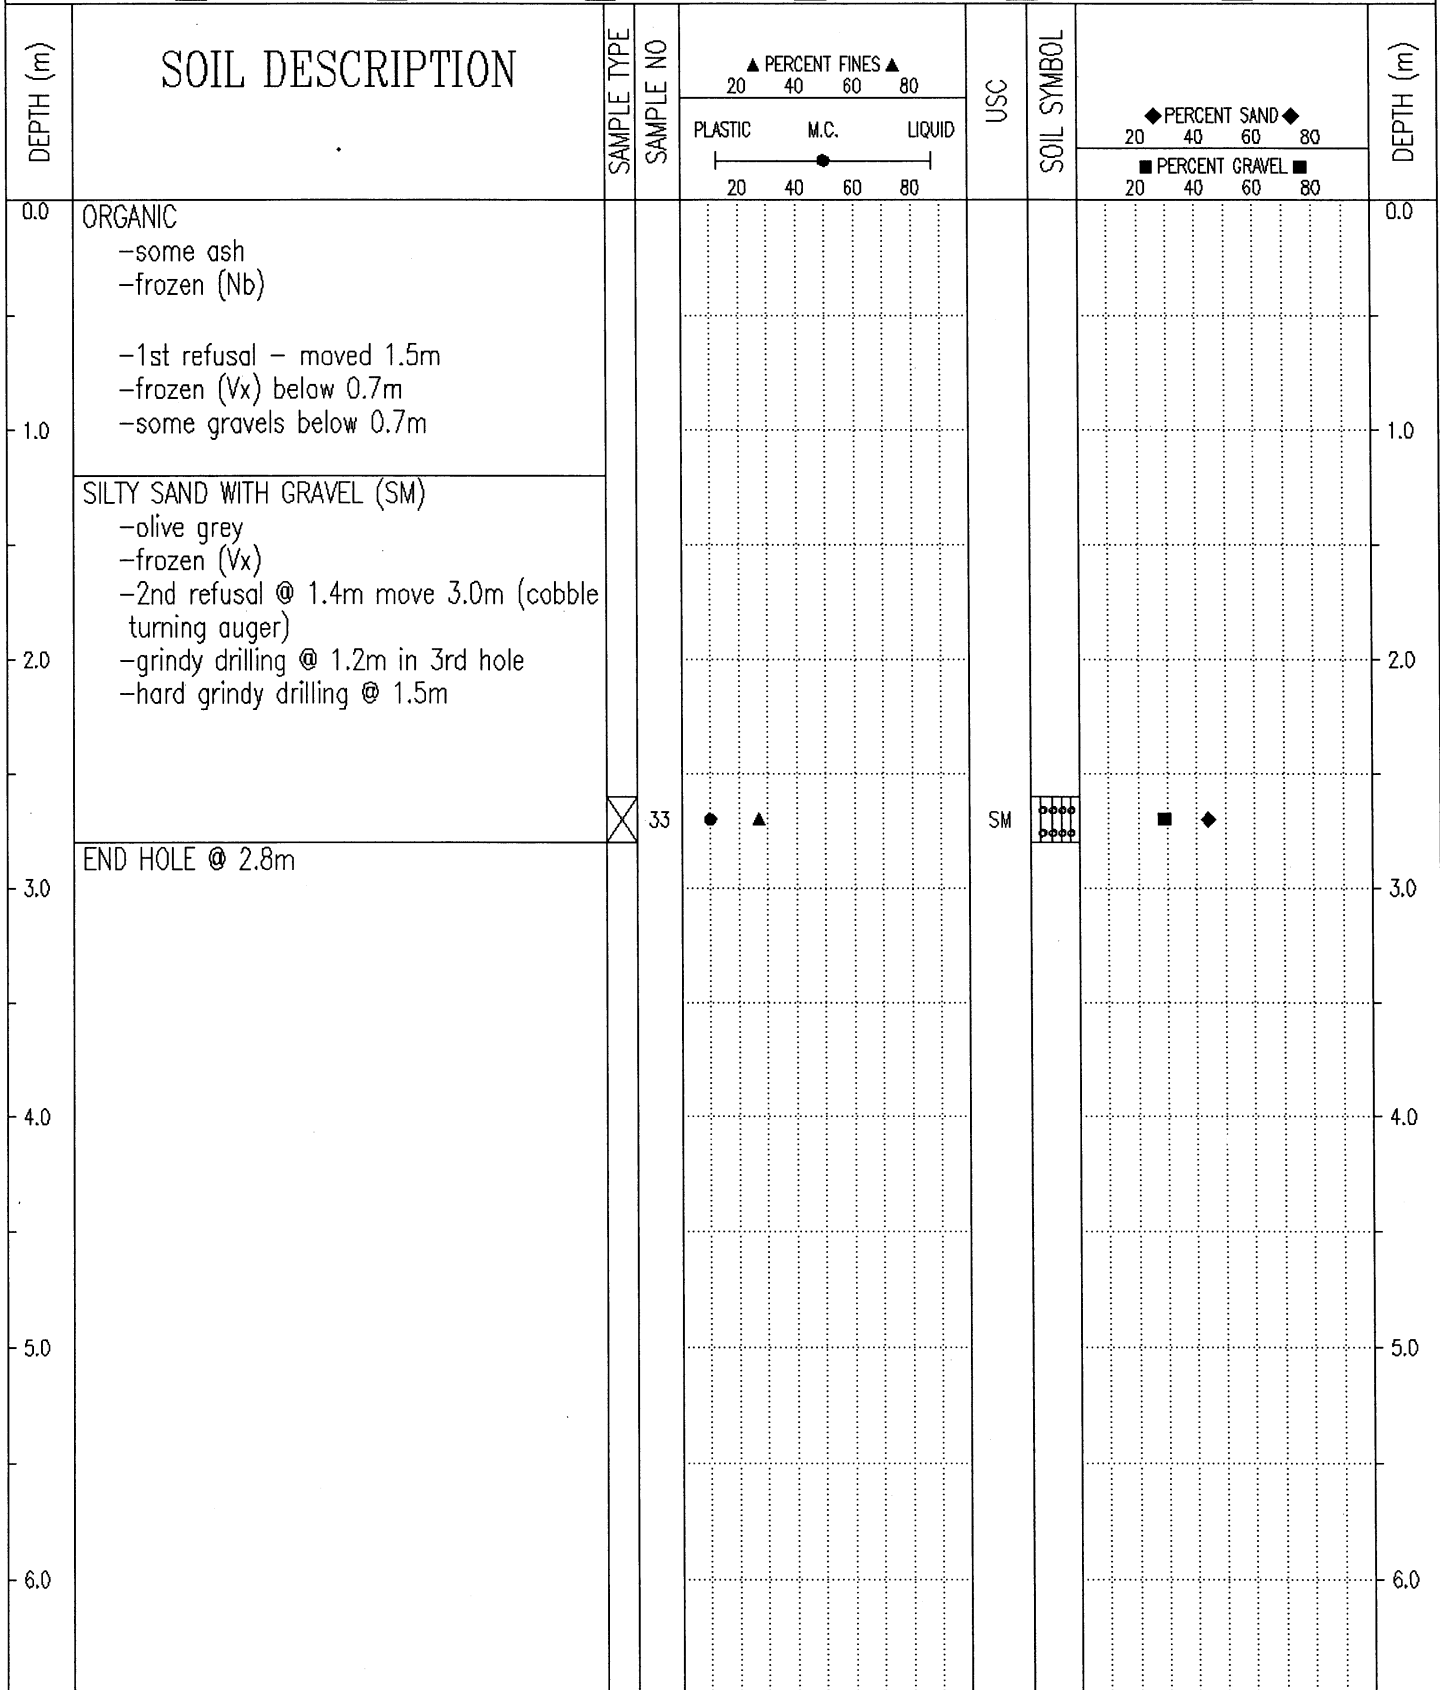 DEPTH (m)
SOIL DESCRIPTION
SAMPLE TYPE
SAMPLE NO
▲ PERCENT FINES ▲
20 40 60 80
PLASTIC M.C. LIQUID
20 40 60 80
USC
SOIL SYMBOL
◆ PERCENT SAND ◆
20 40 60 80
■ PERCENT GRAVEL ■
20 40 60 80
DEPTH (m)
0.0
ORGANIC
0.0
-some ash
-frozen (Nb)
-1st refusal - moved 1.5m
-frozen (Vx) below 0.7m
-some gravels below 0.7m
1.0
1.0
SILTY SAND WITH GRAVEL (SM)
-olive grey
-frozen (Vx)
-2nd refusal @ 1.4m move 3.0m (cobble
turning auger)
-grindy drilling @ 1.2m in 3rd hole
2.0
2.0
-hard grindy drilling @ 1.5m
33
SM
END HOLE @ 2.8m
3.0
3.0
4.0
4.0
5.0
5.0
6.0
6.0